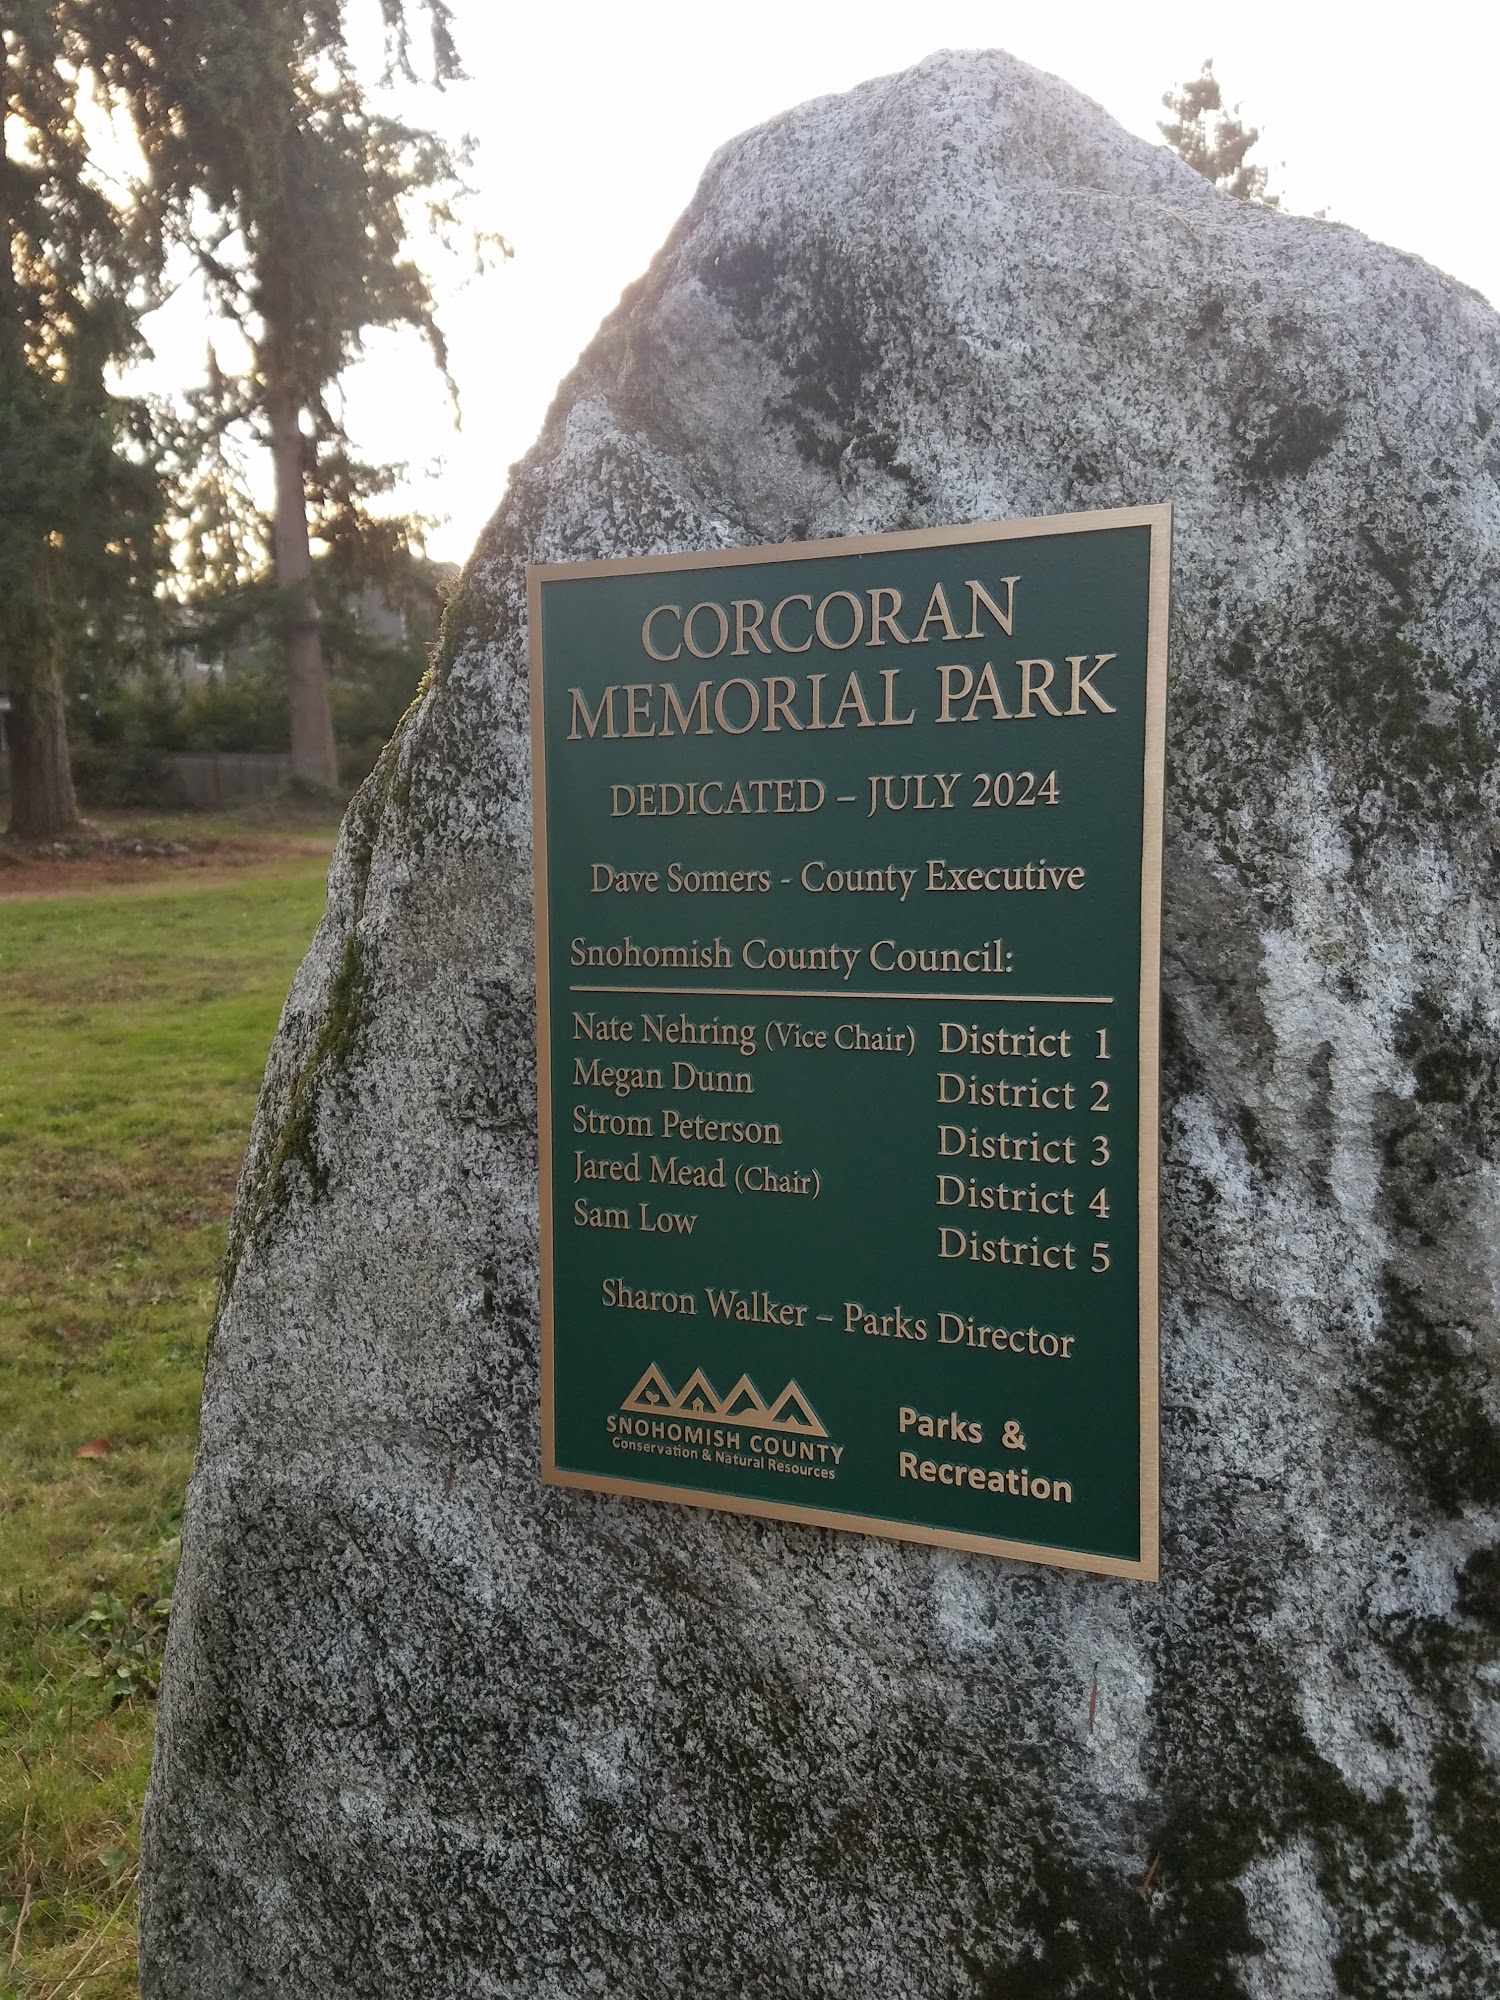 CORCORAN
MEMORIAL PARK
DEDICATED – JULY 2024
Dave Somers - County Executive
Snohomish County Council:
Nate Nehring (Vice Chair) District 1
Megan Dunn District 2
Strom Peterson District 3
Jared Mead (Chair) District 4
Sam Low District 5
Sharon Walker – Parks Director
SNOHOMISH COUNTY
Conservation & Natural Resources
Parks &
Recreation